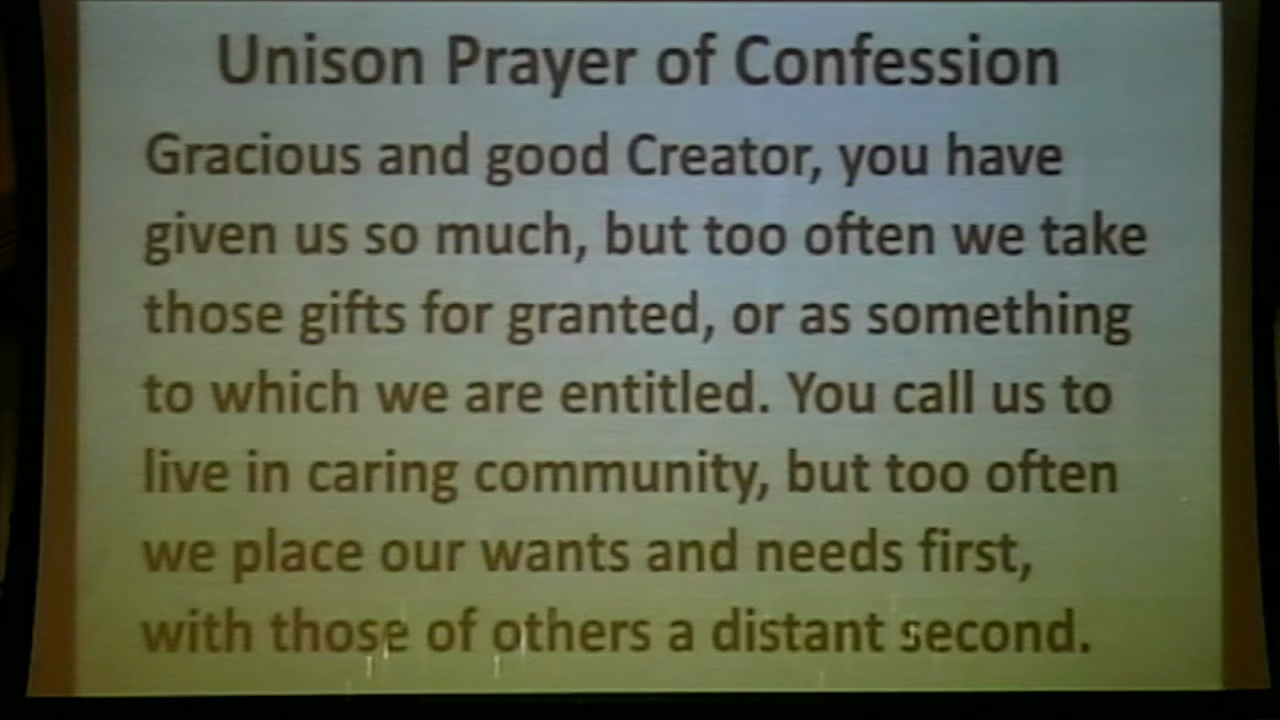 Unison Prayer of Confession
Gracious and good Creator, you have
given us so much, but too often we take
those gifts for granted, or as something
to which we are entitled. You call us to
live in caring community, but too often
we place our wants and needs first,
with those of others a distant second.